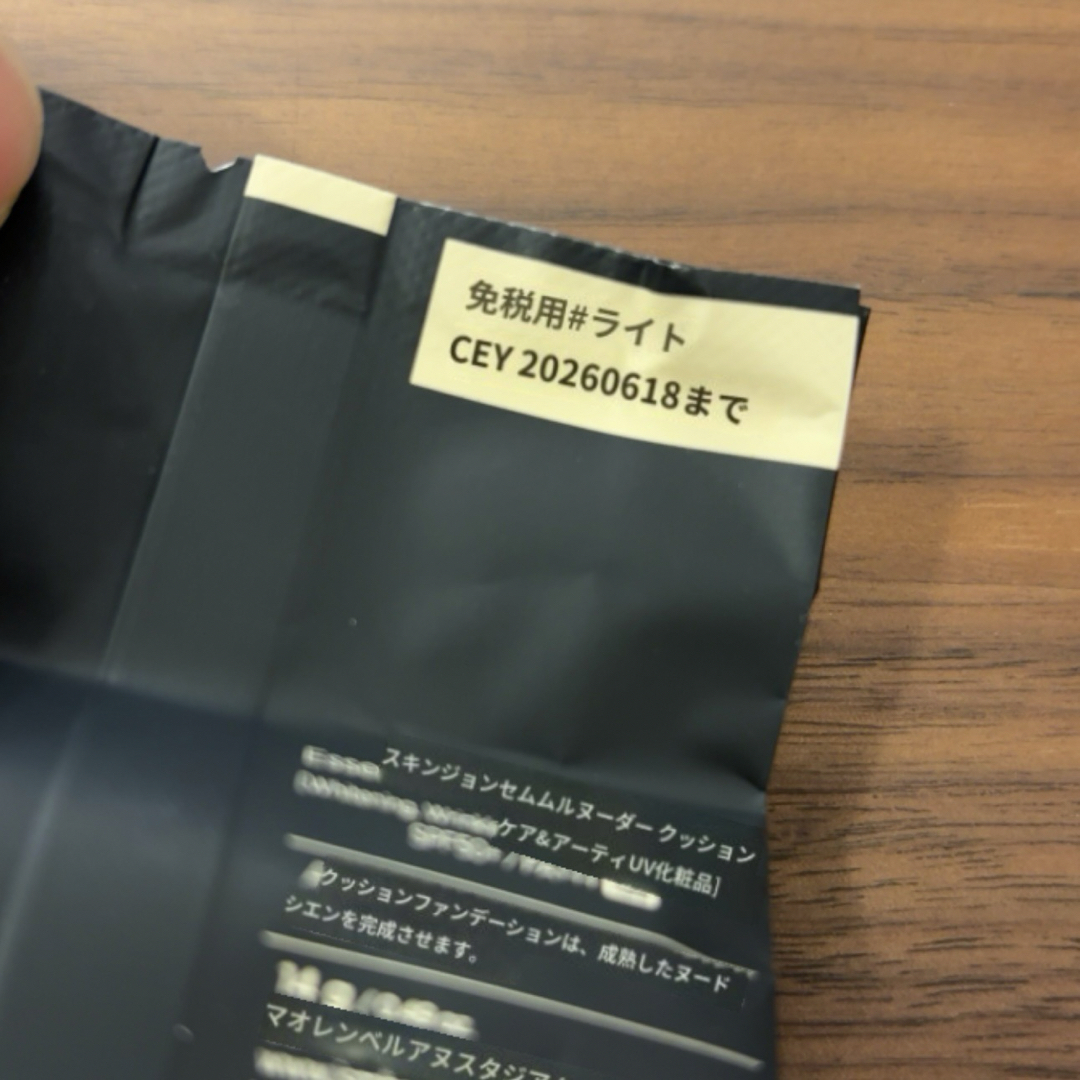 免税用#ライト
CEY 20260618まで
スキンジョンセムムルヌーダー クッション
ケア&アーティUV化粧品]
クッションファンデーションは、成熟したヌード
シエンを完成させます。
マオレンベルアヌスタジア